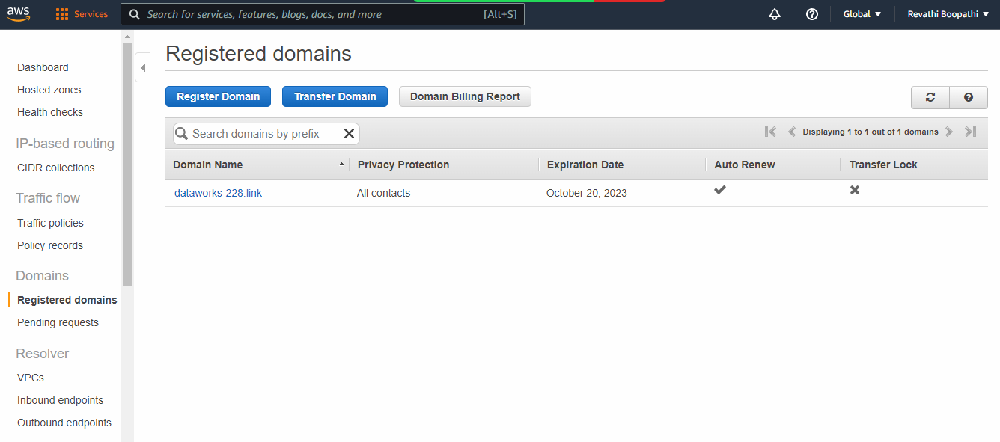 aws
Services
Search for services, features, blogs, docs, and more
[Alt+S]
Global
Revathi Boopathi
Dashboard
Hosted zones
Health checks
IP-based routing
CIDR collections
Traffic flow
Traffic policies
Policy records
Domains
Registered domains
Pending requests
Resolver
VPCs
Inbound endpoints
Outbound endpoints
Registered domains
Register Domain
Transfer Domain
Domain Billing Report
Search domains by prefix
Displaying 1 to 1 out of 1 domains
Domain Name
Privacy Protection
Expiration Date
Auto Renew
Transfer Lock
dataworks-228.link
All contacts
October 20, 2023